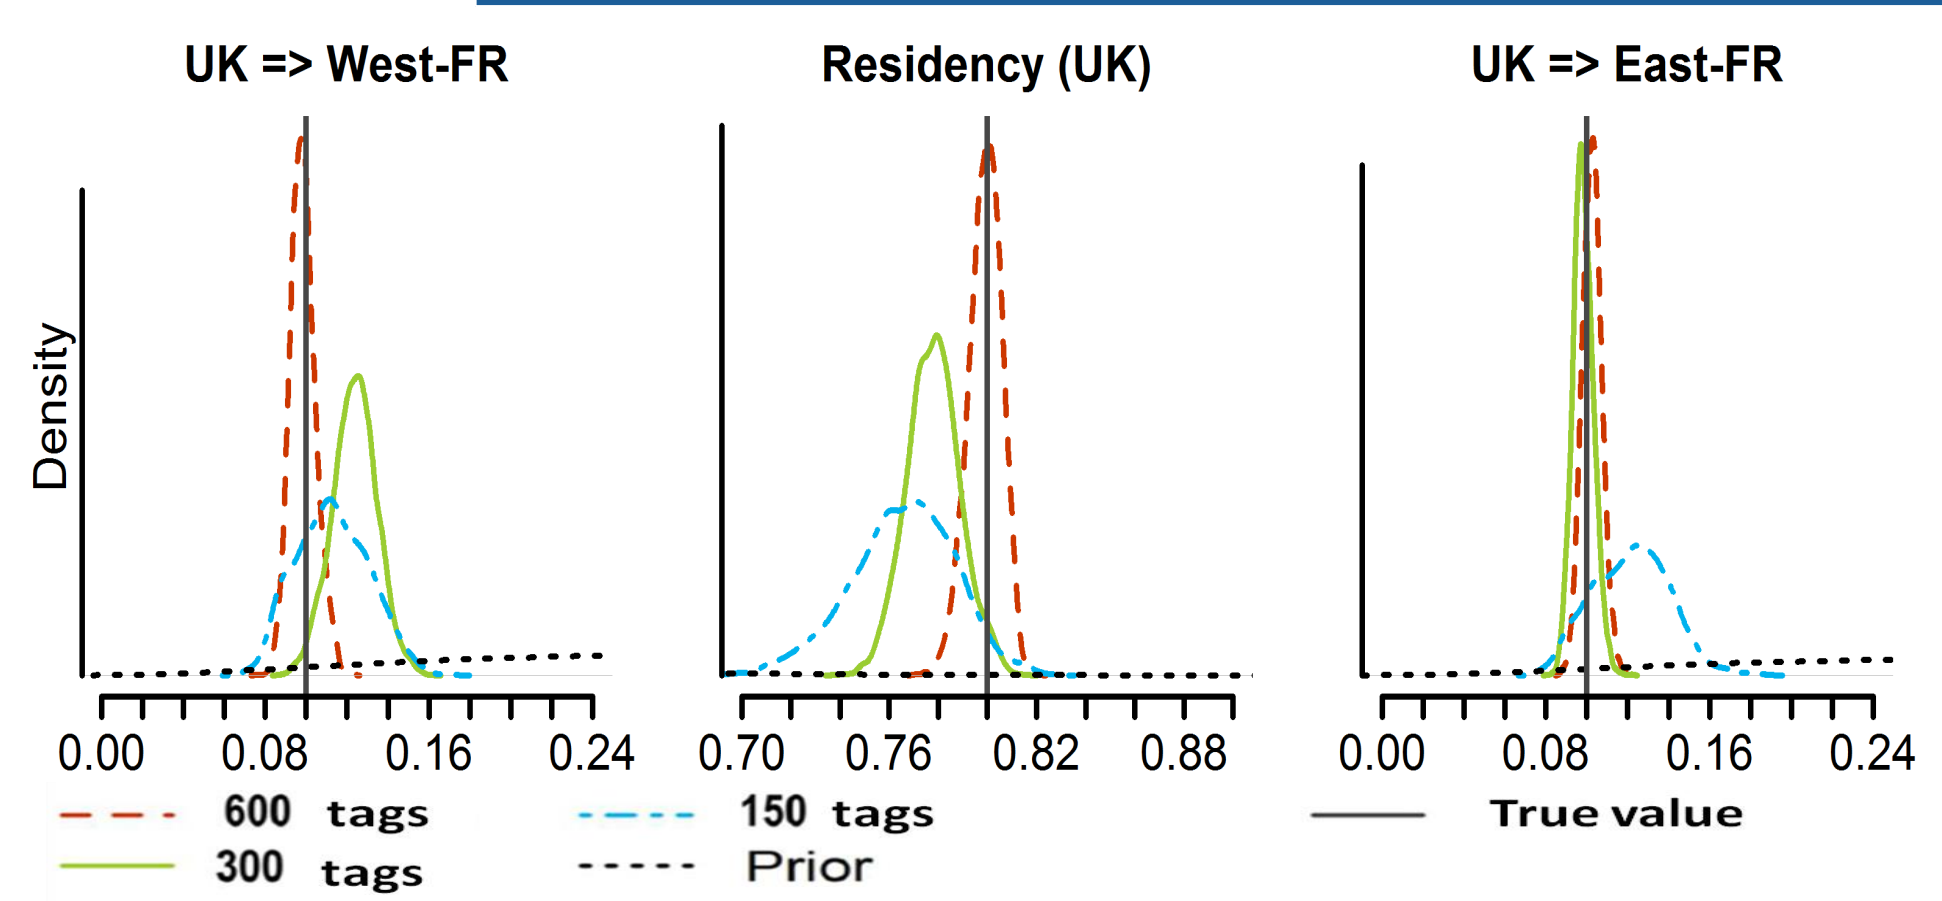 UK => West-FR
Residency (UK)
UK => East-FR
Density
0.00 0.08 0.16 0.24
0.70 0.76 0.82 0.88
0.00 0.08 0.16 0.24
600 tags
150 tags
True value
300 tags
Prior